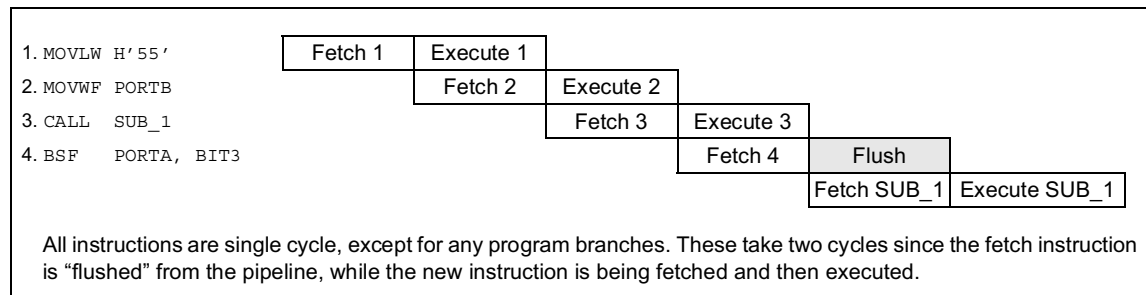 1. MOVLW H'55' Fetch 1 Execute 1
2. MOVWF PORTB Fetch 2 Execute 2
3. CALL SUB_1 Fetch 3 Execute 3
4. BSF PORTA, BIT3 Fetch 4 Flush
Fetch SUB_1 Execute SUB_1
All instructions are single cycle, except for any program branches. These take two cycles since the fetch instruction
is “flushed” from the pipeline, while the new instruction is being fetched and then executed.